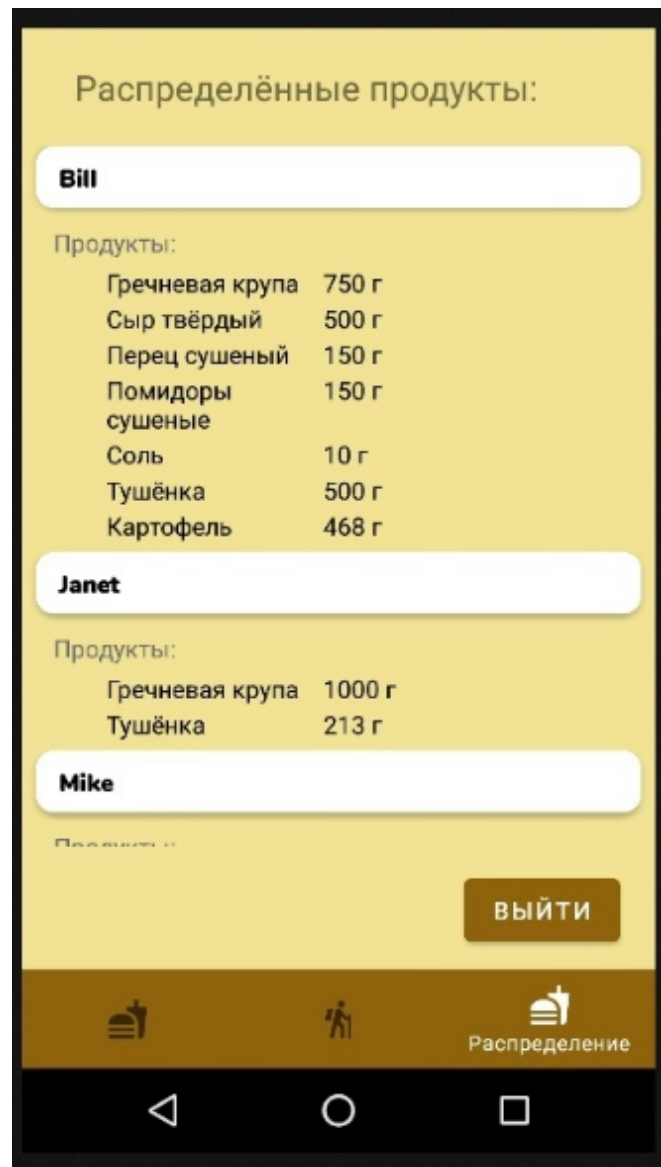 Распределённые продукты:
Bill
Продукты:
Гречневая крупа 750 г
Сыр твёрдый 500 г
Перец сушеный 150 г
Помидоры 150 г
сушеные
Соль 10 г
Тушёнка 500 г
Картофель 468 г
Janet
Продукты:
Гречневая крупа 1000 г
Тушёнка 213 г
Mike
Продукты:
ВЫЙТИ
Распределение